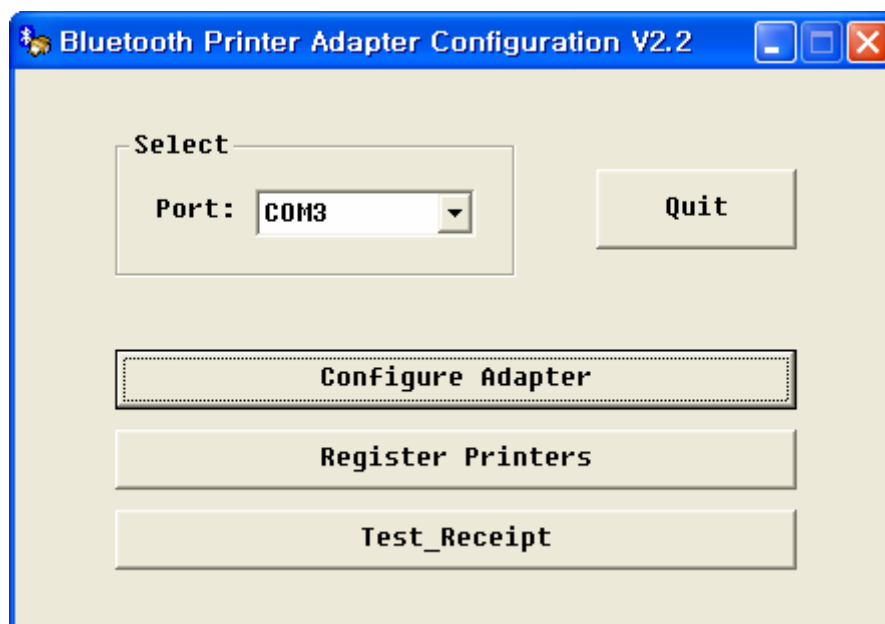 Bluetooth Printer Adapter Configuration V2.2
Select
Port: COM3
Quit
Configure Adapter
Register Printers
Test_Receipt